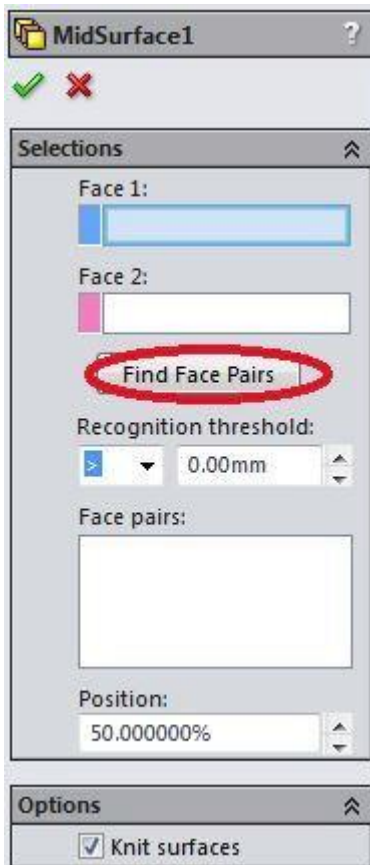 MidSurface1 ?
Selections
Face 1:
Face 2:
Find Face Pairs
Recognition threshold:
> 0.00mm
Face pairs:
Position:
50.000000%
Options
Knit surfaces